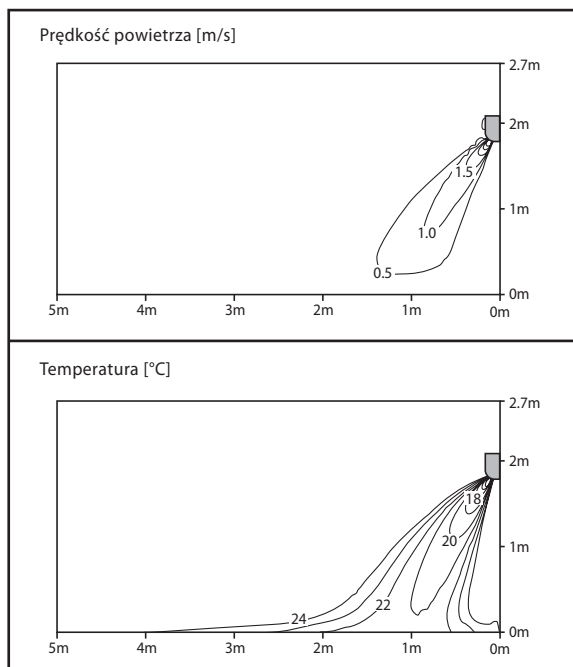 Prędkość powietrza [m/s]
2.7m
2m
1.5
1m
1.0
0.5
0m
5m 4m 3m 2m 1m 0m
Temperatura [°C]
2.7m
2m
18
20
1m
22
24
0m
5m 4m 3m 2m 1m 0m